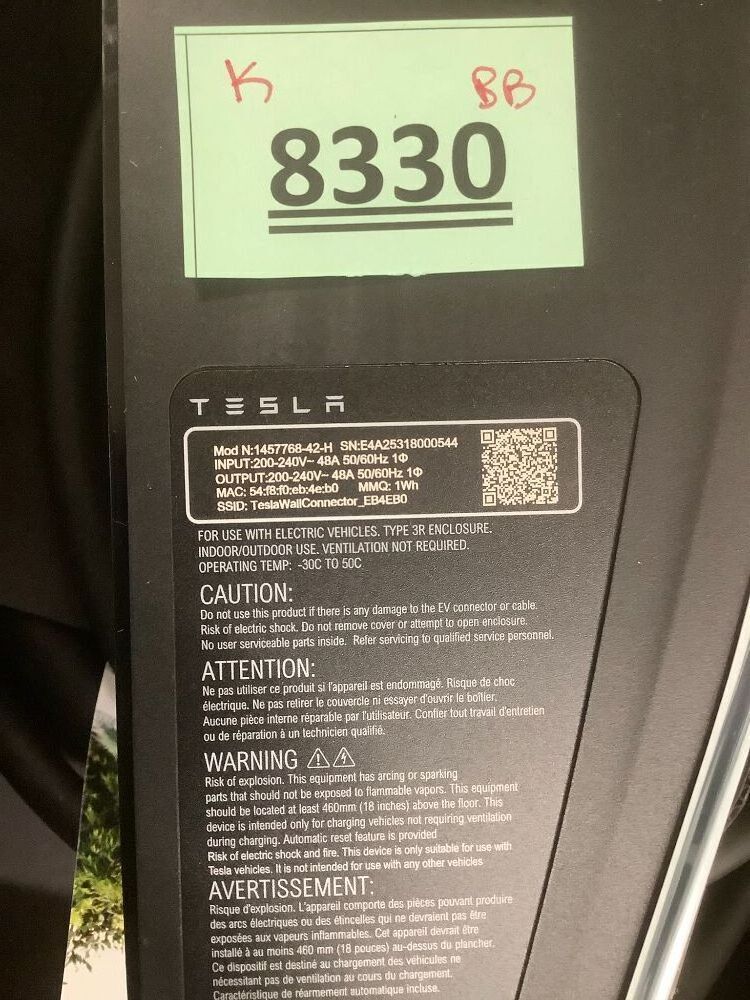 K BB
8330
TESLA
Mod N:1457768-42-H SN:E4A25318000544
INPUT:200-240V~ 48A 50/60Hz 1Φ
OUTPUT:200-240V~ 48A 50/60Hz 1Φ
MAC: 54:f8:f0:eb:4e:b0 MMQ: 1Wh
SSID: TeslaWallConnector_EB4EB0
FOR USE WITH ELECTRIC VEHICLES. TYPE 3R ENCLOSURE.
INDOOR/OUTDOOR USE. VENTILATION NOT REQUIRED.
OPERATING TEMP: -30C TO 50C
CAUTION:
Do not use this product if there is any damage to the EV connector or cable.
Risk of electric shock. Do not remove cover or attempt to open enclosure.
No user serviceable parts inside. Refer servicing to qualified service personnel.
ATTENTION:
Ne pas utiliser ce produit si l'appareil est endommagé. Risque de choc
électrique. Ne pas retirer le couvercle ni essayer d'ouvrir le boîtier.
Aucune pièce interne réparable par l'utilisateur. Confier tout travail d'entretien
ou de réparation à un technicien qualifié.
WARNING
Risk of explosion. This equipment has arcing or sparking
parts that should not be exposed to flammable vapors. This equipment
should be located at least 460mm (18 inches) above the floor. This
device is intended only for charging vehicles not requiring ventilation
during charging. Automatic reset feature is provided
Risk of electric shock and fire. This device is only suitable for use with
Tesla vehicles. It is not intended for use with any other vehicles
AVERTISSEMENT:
Risque d'explosion. L'appareil comporte des pièces pouvant produire
des arcs électriques ou des étincelles qui ne devraient pas être
exposées aux vapeurs inflammables. Cet appareil devrait être
installé à au moins 460 mm (18 pouces) au-dessus du plancher.
Ce dispositif est destiné au chargement des véhicules ne
nécessitant pas de ventilation au cours du chargement.
Caractéristique de réarmement automatique incluse.